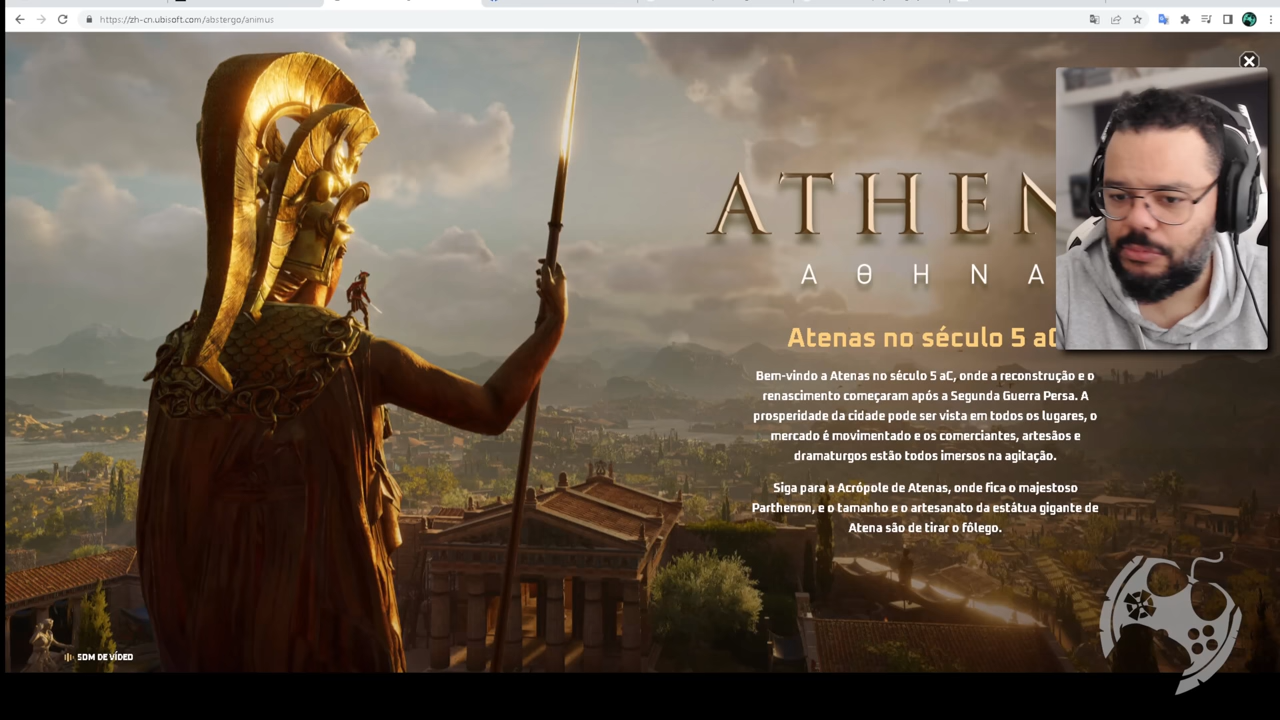 https://zh-cn.ubisoft.com/abstergo/animus
ATHEN
ΑΘΗΝΑ
Atenas no século 5 aC
Bem-vindo a Atenas no século 5 aC, onde a reconstrução e o
renascimento começaram após a Segunda Guerra Persa. A
prosperidade da cidade pode ser vista em todos os lugares, o
mercado é movimentado e os comerciantes, artesãos e
dramaturgos estão todos imersos na agitação.
Siga para a Acrópole de Atenas, onde fica o majestoso
Parthenon, e o tamanho e o artesanato da estátua gigante de
Atena são de tirar o fôlego.
SOM DE VÍDEO